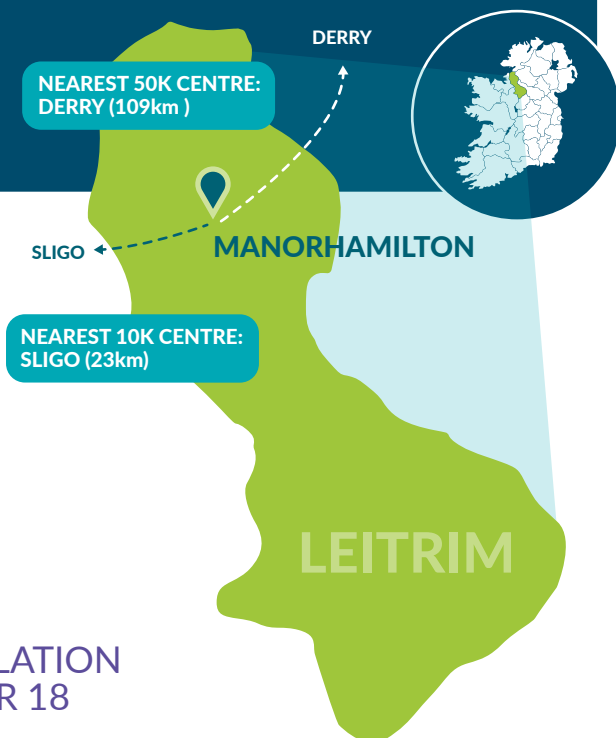 DERRY
NEAREST 50K CENTRE:
DERRY (109km )
SLIGO
MANORHAMILTON
NEAREST 10K CENTRE:
SLIGO (23km)
LEITRIM
LATION
R 18